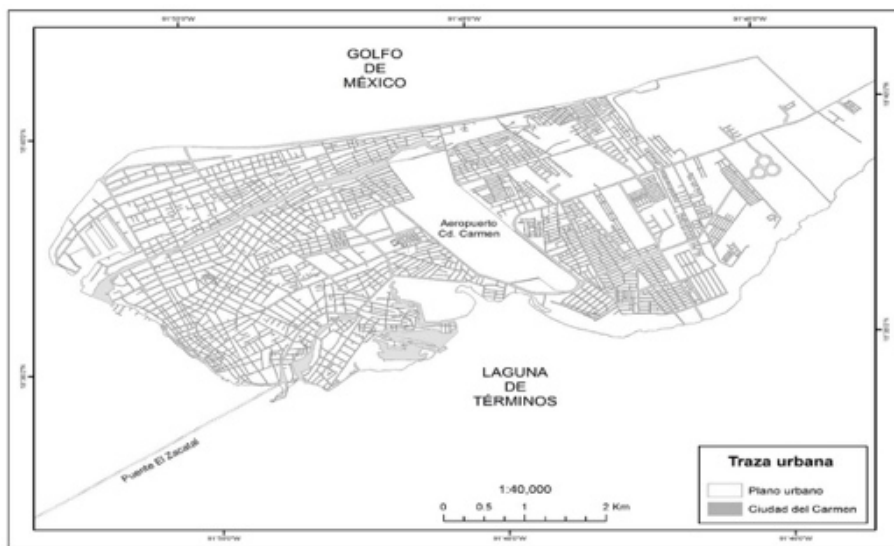 GOLFO
DE
MÉXICO
Aeropuerto
Cd. Carmen
LAGUNA
DE
TÉRMINOS
Puente El Zacatal
1:40,000
0 0.5 1 2 Km
Traza urbana
Plano urbano
Ciudad del Carmen